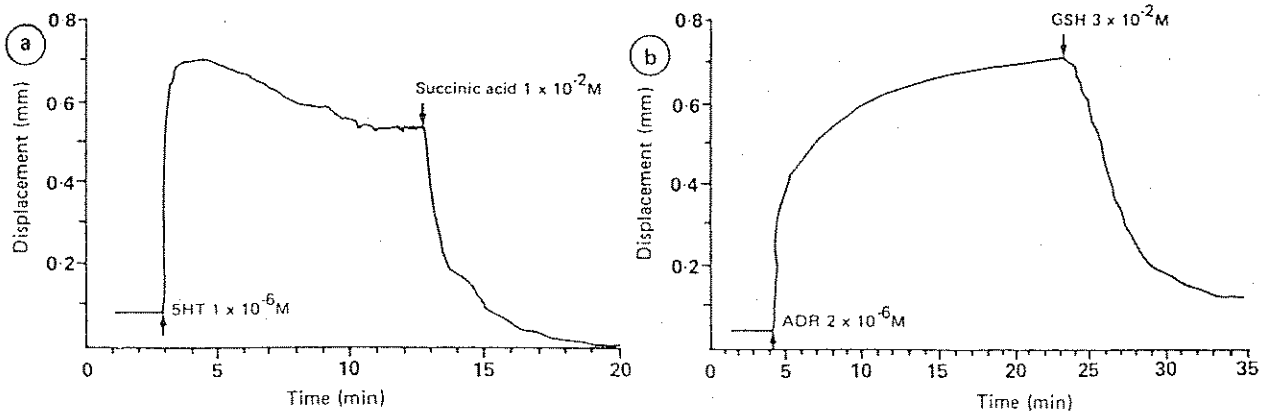 a
0·8
0·6
0·4
0·2
Displacement (mm)
5HT 1 x 10⁻⁶M
Succinic acid 1 x 10⁻²M
0 5 10 15 20
Time (min)
b
0·8
0·6
0·4
0·2
Displacement (mm)
ADR 2 x 10⁻⁶M
GSH 3 x 10⁻²M
0 5 10 15 20 23 30 35
Time (min)